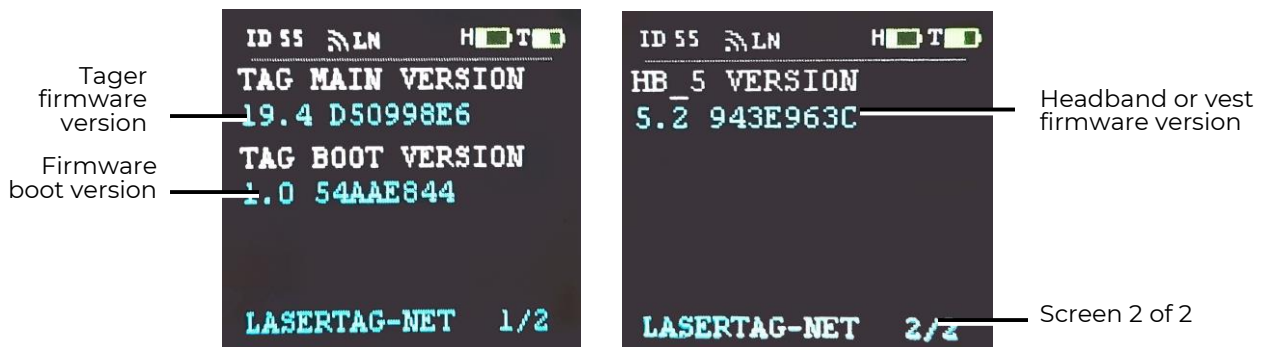 ID 55 LN H T
TAG MAIN VERSION
19.4 D50998E6
TAG BOOT VERSION
1.0 54AAE844
LASERTAG-NET 1/2
Tager
firmware
version
Firmware
boot version
ID 55 LN H T
HB_5 VERSION
5.2 943E963C
LASERTAG-NET 2/2
Headband or vest
firmware version
Screen 2 of 2